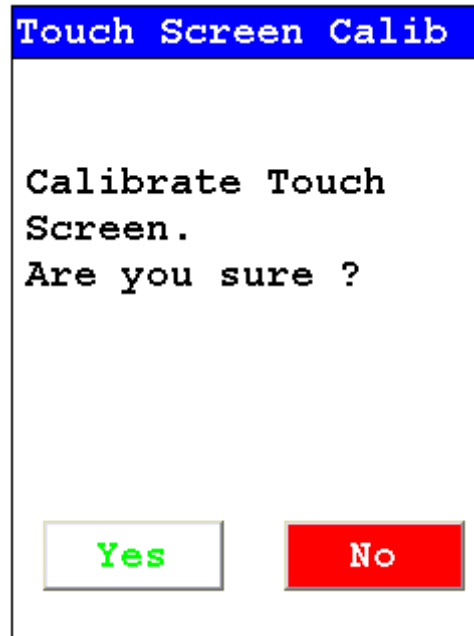 Touch Screen Calib
Calibrate Touch
Screen.
Are you sure ?
Yes No